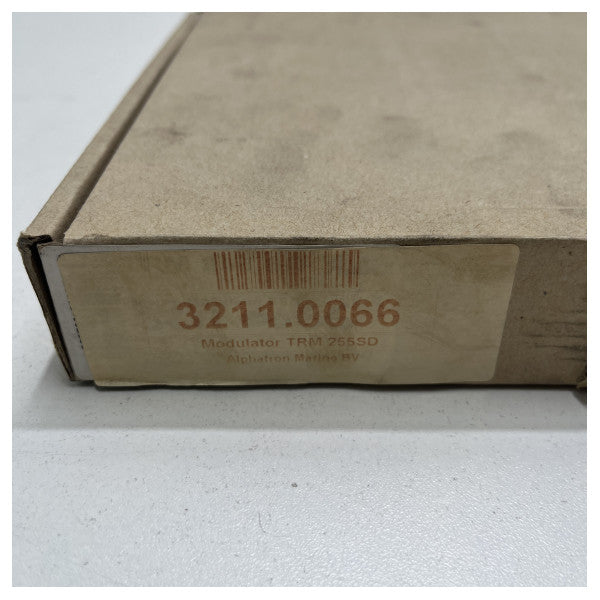 3211.0066
Modulator TRM 255SD
Alphatron Marine BV